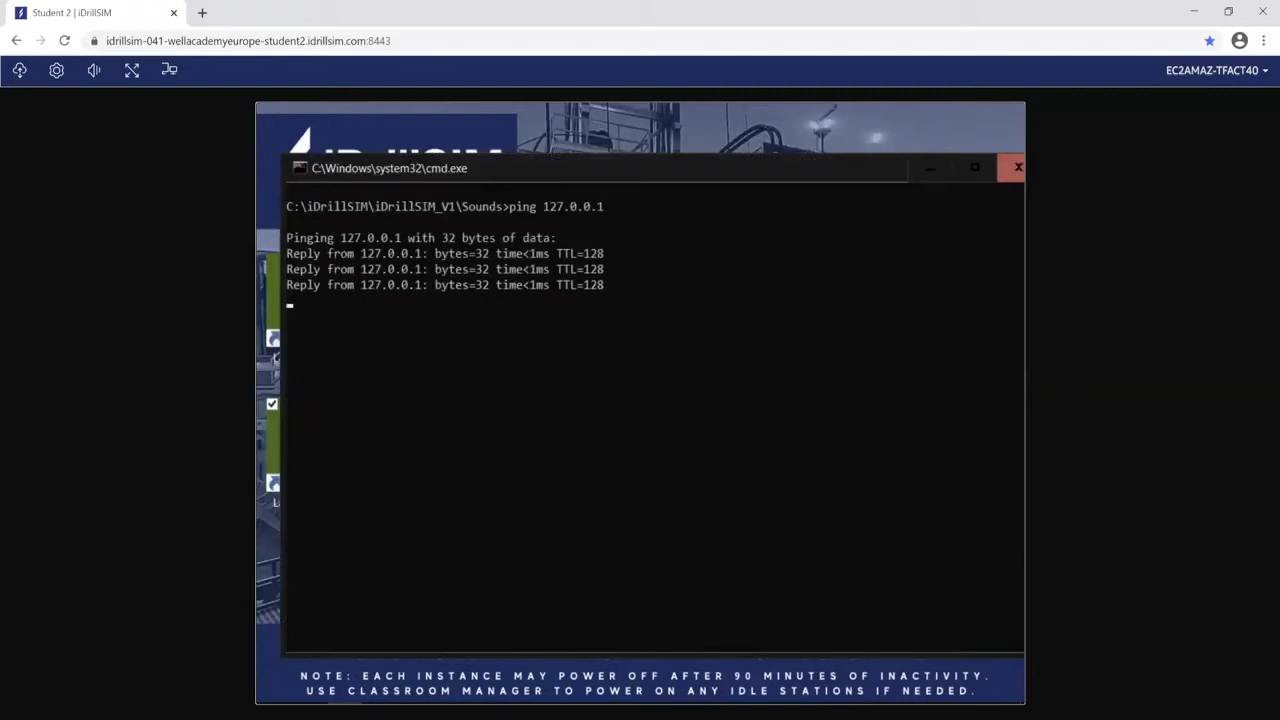 Student 2 | iDrillSIM
idrillsim-041-wellacademyeurope-student2.idrillsim.com:8443
EC2AMAZ-TFACT40
C:\Windows\system32\cmd.exe
C:\iDrillSIM\iDrillSIM_V1\Sounds>ping 127.0.0.1
Pinging 127.0.0.1 with 32 bytes of data:
Reply from 127.0.0.1: bytes=32 time<1ms TTL=128
Reply from 127.0.0.1: bytes=32 time<1ms TTL=128
Reply from 127.0.0.1: bytes=32 time<1ms TTL=128
NOTE: EACH INSTANCE MAY POWER OFF AFTER 90 MINUTES OF INACTIVITY.
USE CLASSROOM MANAGER TO POWER ON ANY IDLE STATIONS IF NEEDED.